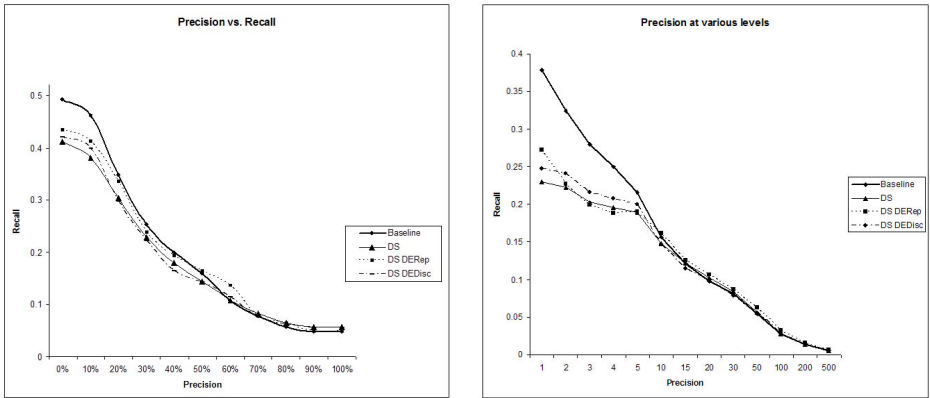 Precision vs. Recall
0.5
0.4
0.3
0.2
0.1
0
0% 10% 20% 30% 40% 50% 60% 70% 80% 90% 100%
Precision
Recall
Baseline
DS
DS DERep
DS DEDisc
Precision at various levels
0.4
0.35
0.3
0.25
0.2
0.15
0.1
0.05
0
1 2 3 4 5 10 15 20 30 50 100 200 500
Precision
Recall
Baseline
DS
DS DERep
DS DEDisc